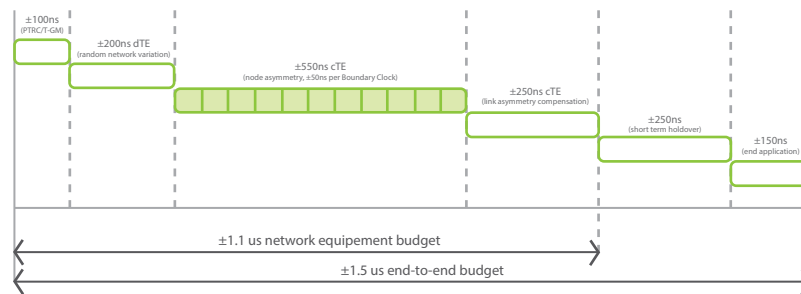 ±100ns
(PTRC/T-GM)
±200ns dTE
(random network variation)
±550ns cTE
(node asymmetry, ±50ns per Boundary Clock)
±250ns cTE
(link asymmetry compensation)
±250ns
(short term holdover)
±150ns
(end application)
±1.1 us network equipement budget
±1.5 us end-to-end budget